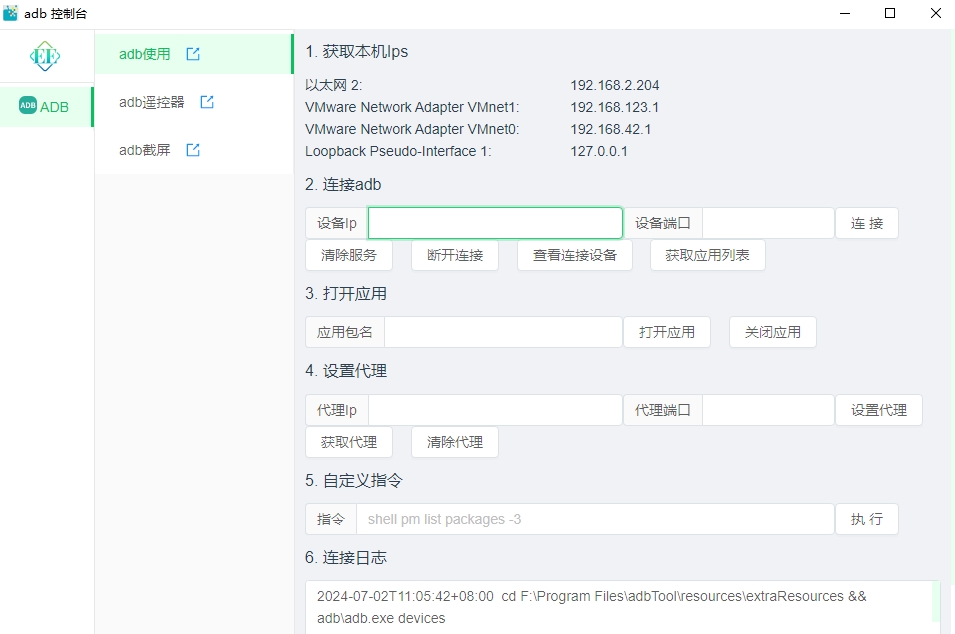 adb 控制台
EE
ADB ADB
adb使用
adb遥控器
adb截屏
1. 获取本机Ips
以太网 2: 192.168.2.204
VMware Network Adapter VMnet1: 192.168.123.1
VMware Network Adapter VMnet0: 192.168.42.1
Loopback Pseudo-Interface 1: 127.0.0.1
2. 连接adb
设备Ip 设备端口 连 接
清除服务 断开连接 查看连接设备 获取应用列表
3. 打开应用
应用包名 打开应用 关闭应用
4. 设置代理
代理Ip 代理端口 设置代理
获取代理 清除代理
5. 自定义指令
指令 shell pm list packages -3 执 行
6. 连接日志
2024-07-02T11:05:42+08:00  cd F:\Program Files\adbTool\resources\extraResources &&
adb\adb.exe devices